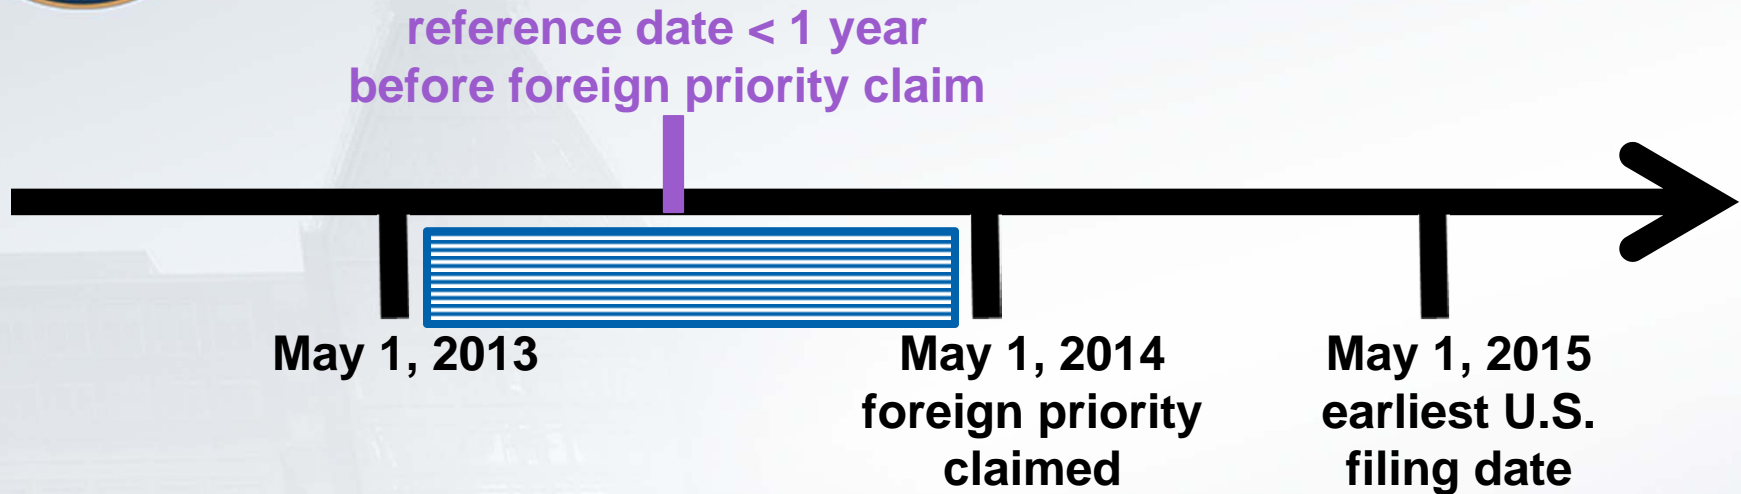 reference date < 1 year
before foreign priority claim
May 1, 2013
May 1, 2014
foreign priority
claimed
May 1, 2015
earliest U.S.
filing date